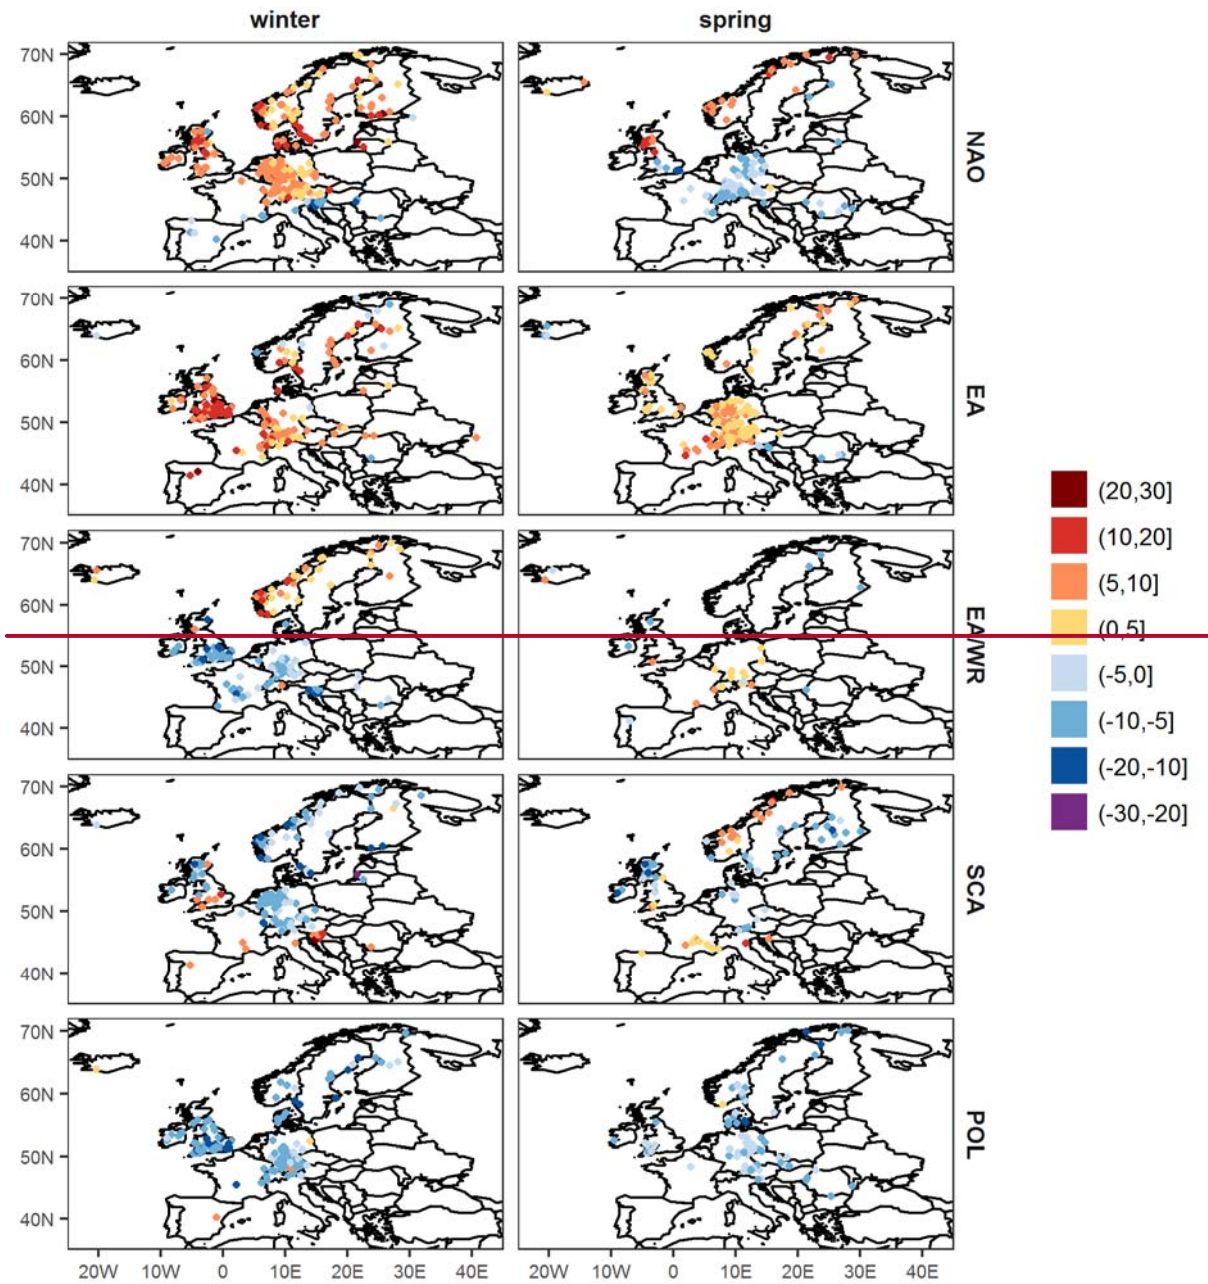 winter spring
70N
60N
50N
40N
NAO
70N
60N
50N
40N
EA
70N
60N
50N
40N
EA/WR
70N
60N
50N
40N
SCA
70N
60N
50N
40N
POL
20W 10W 0 10E 20E 30E 40E 20W 10W 0 10E 20E 30E 40E
(20,30]
(10,20]
(5,10]
(0,5]
(-5,0]
(-10,-5]
(-20,-10]
(-30,-20]